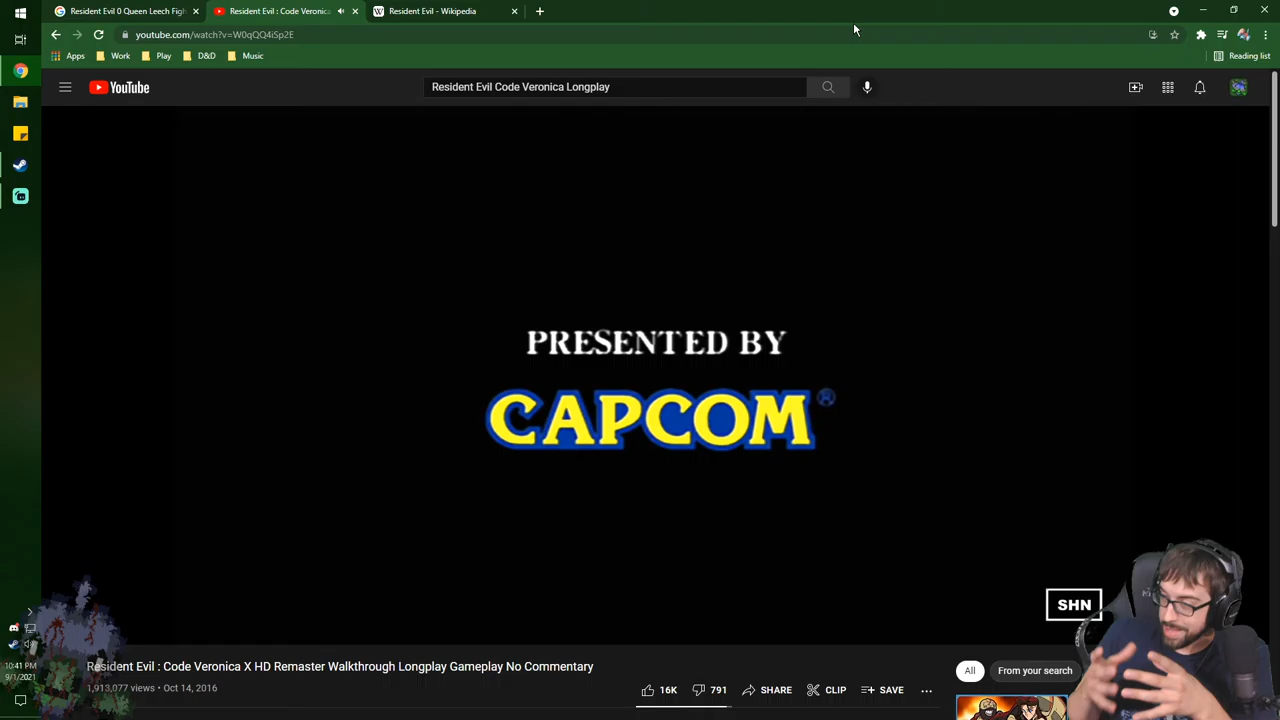 Resident Evil 0 Queen Leech Figh
Resident Evil : Code Veronica
Resident Evil - Wikipedia
youtube.com/watch?v=W0qQQ4iSp2E
Apps Work Play D&D Music Reading list
YouTube Resident Evil Code Veronica Longplay
PRESENTED BY
CAPCOM®
SHN
Resident Evil : Code Veronica X HD Remaster Walkthrough Longplay Gameplay No Commentary
1,913,077 views • Oct 14, 2016
16K 791 SHARE CLIP SAVE
All From your search
10:41 PM
9/1/2021